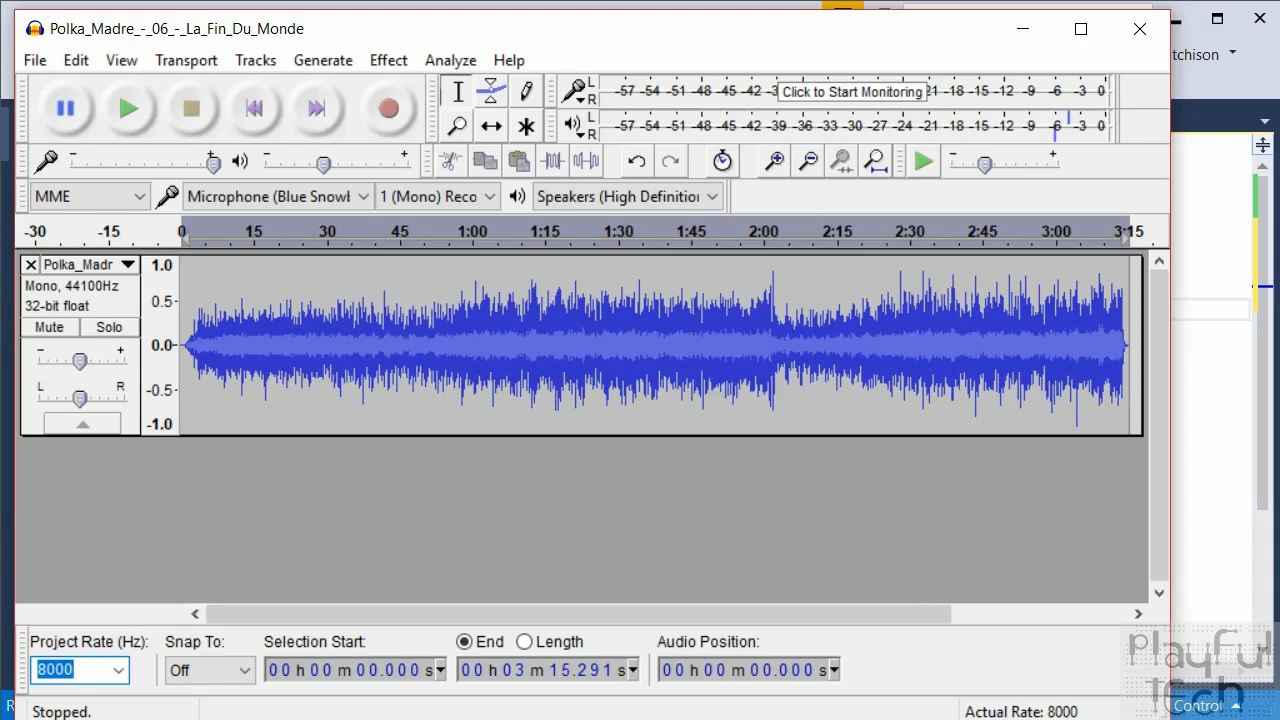 Polka_Madre_-_06_-_La_Fin_Du_Monde
tchison
File Edit View Transport Tracks Generate Effect Analyze Help
L R -57 -54 -51 -48 -45 -42 -3 Click to Start Monitoring 21 -18 -15 -12 -9 -6 -3 0
L R -57 -54 -51 -48 -45 -42 -39 -36 -33 -30 -27 -24 -21 -18 -15 -12 -9 -6 -3 0
- + - + - +
MME Microphone (Blue Snowl 1 (Mono) Reco Speakers (High Definition
-30 -15 0 15 30 45 1:00 1:15 1:30 1:45 2:00 2:15 2:30 2:45 3:00 3:15
X Polka_Madr
Mono, 44100Hz
32-bit float
Mute Solo
- +
L R
1.0
0.5
0.0
-0.5
-1.0
Project Rate (Hz): Snap To: Selection Start: End Length Audio Position:
8000 Off 00 h 00 m 00.000 s 00 h 03 m 15.291 s 00 h 00 m 00.000 s
Stopped. Actual Rate: 8000
Playful
tech
R
Control